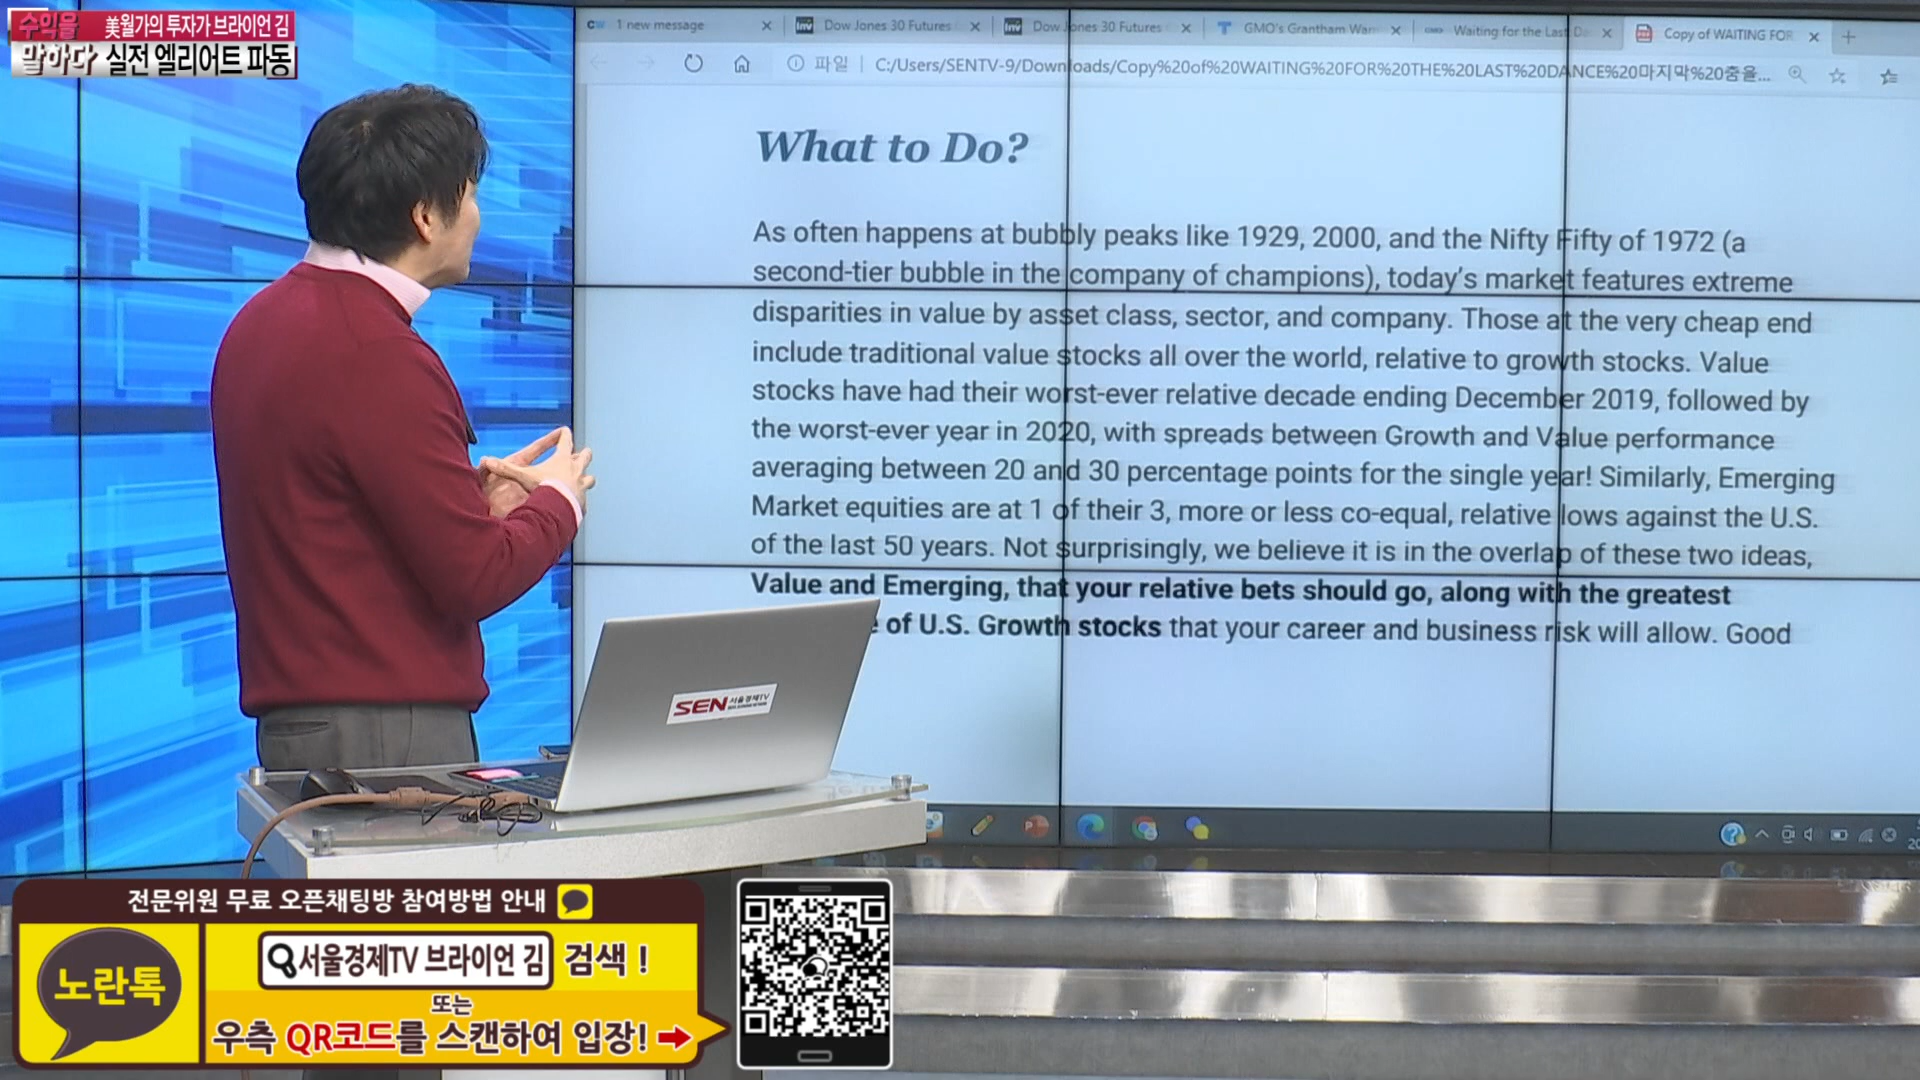 수익을 美월가의 투자가 브라이언 김
말하다 실전 엘리어트 파동
CW 1 new message
Inv Dow Jones 30 Futures
Inv Dow Jones 30 Futures
GMO's Grantham War
Waiting for the Last Da
Copy of WAITING FOR
파일 | C:/Users/SENTV-9/Downloads/Copy%20of%20WAITING%20FOR%20THE%20LAST%20DANCE%20마지막%20춤을...
What to Do?
As often happens at bubbly peaks like 1929, 2000, and the Nifty Fifty of 1972 (a
second-tier bubble in the company of champions), today's market features extreme
disparities in value by asset class, sector, and company. Those at the very cheap end
include traditional value stocks all over the world, relative to growth stocks. Value
stocks have had their worst-ever relative decade ending December 2019, followed by
the worst-ever year in 2020, with spreads between Growth and Value performance
averaging between 20 and 30 percentage points for the single year! Similarly, Emerging
Market equities are at 1 of their 3, more or less co-equal, relative lows against the U.S.
of the last 50 years. Not surprisingly, we believe it is in the overlap of these two ideas,
Value and Emerging, that your relative bets should go, along with the greatest
of U.S. Growth stocks that your career and business risk will allow. Good
SEN 서울경제TV
전문위원 무료 오픈채팅방 참여방법 안내
노란톡
서울경제TV 브라이언 김 검색 !
또는
우측 QR코드를 스캔하여 입장!